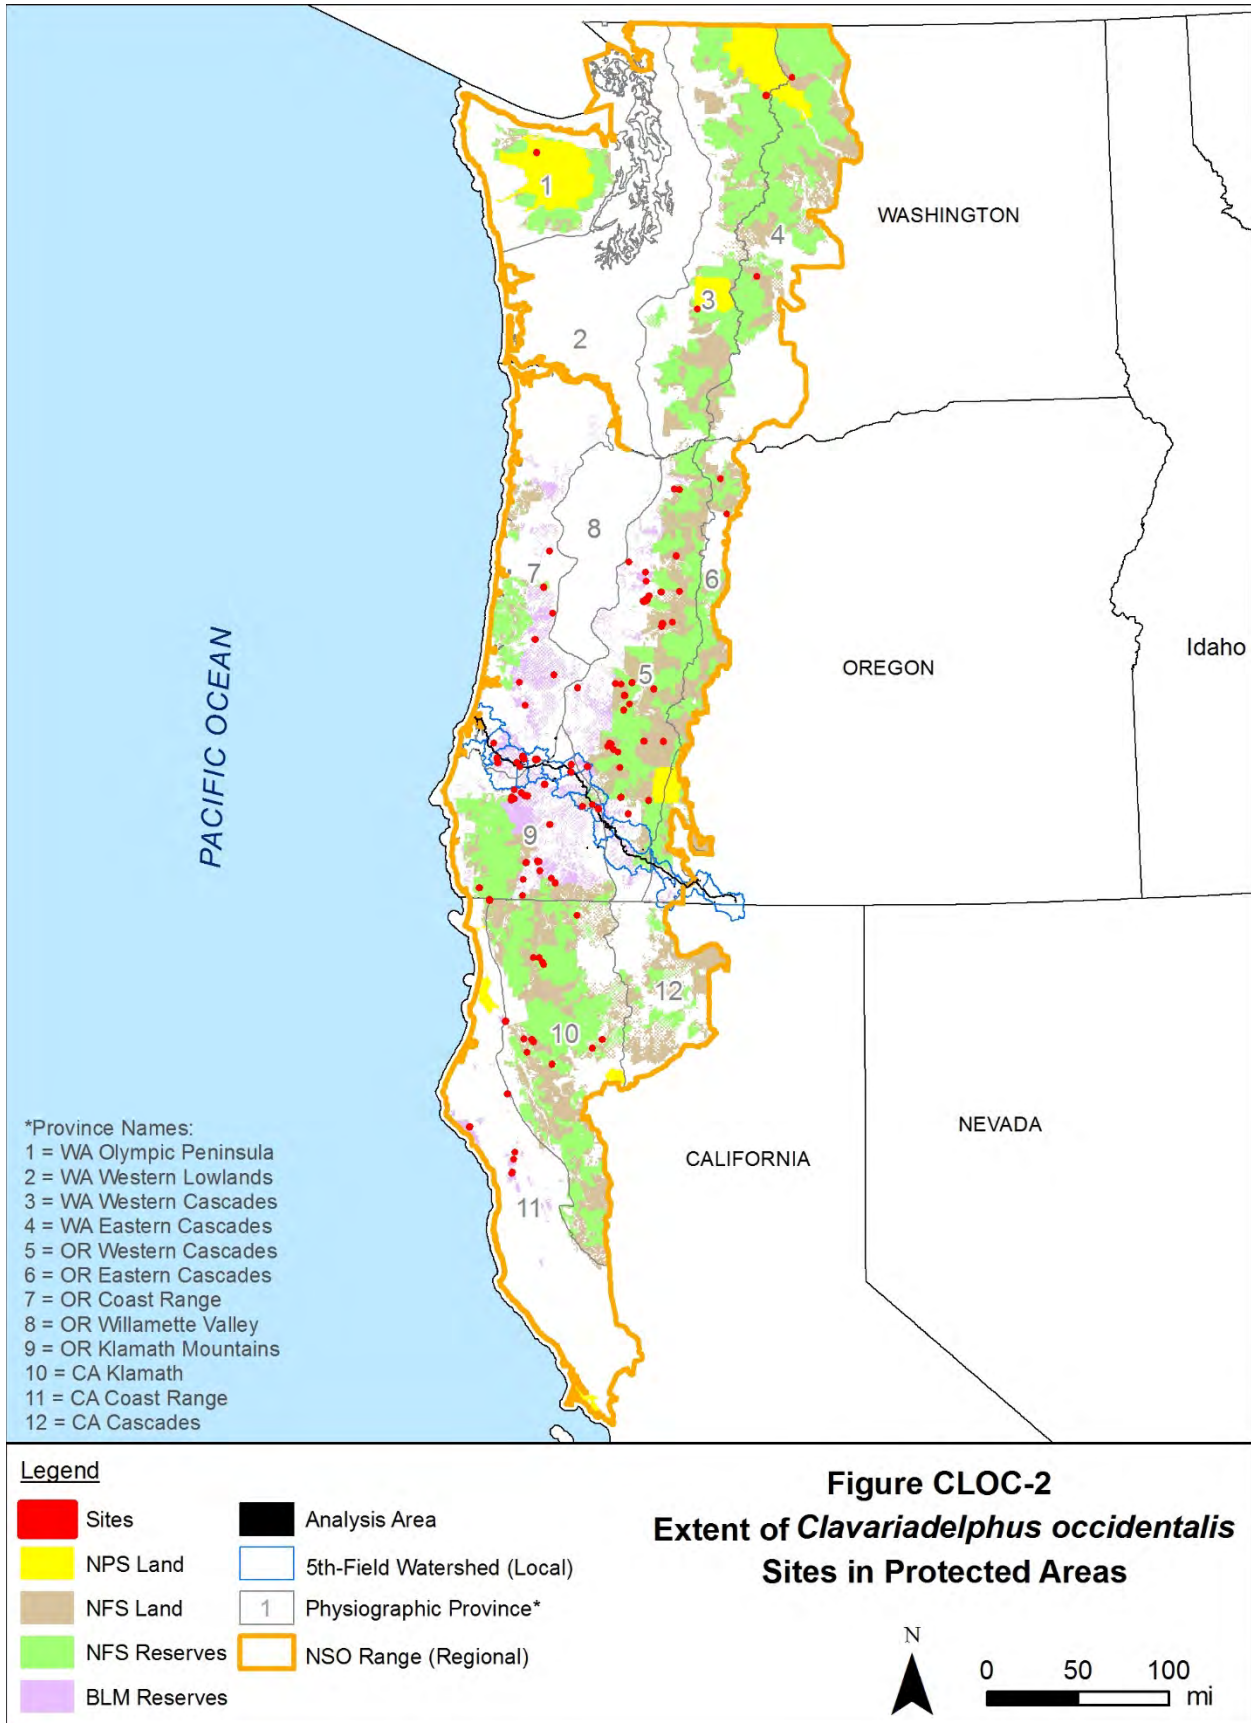 WASHINGTON
1
4
3
2
8
7
6
5
OREGON
Idaho
PACIFIC OCEAN
9
12
10
NEVADA
CALIFORNIA
11
*Province Names:
1 = WA Olympic Peninsula
2 = WA Western Lowlands
3 = WA Western Cascades
4 = WA Eastern Cascades
5 = OR Western Cascades
6 = OR Eastern Cascades
7 = OR Coast Range
8 = OR Willamette Valley
9 = OR Klamath Mountains
10 = CA Klamath
11 = CA Coast Range
12 = CA Cascades
Legend
Sites
NPS Land
NFS Land
NFS Reserves
BLM Reserves
Analysis Area
5th-Field Watershed (Local)
1 Physiographic Province*
NSO Range (Regional)
Figure CLOC-2
Extent of Clavariadelphus occidentalis
Sites in Protected Areas
N
0 50 100
mi